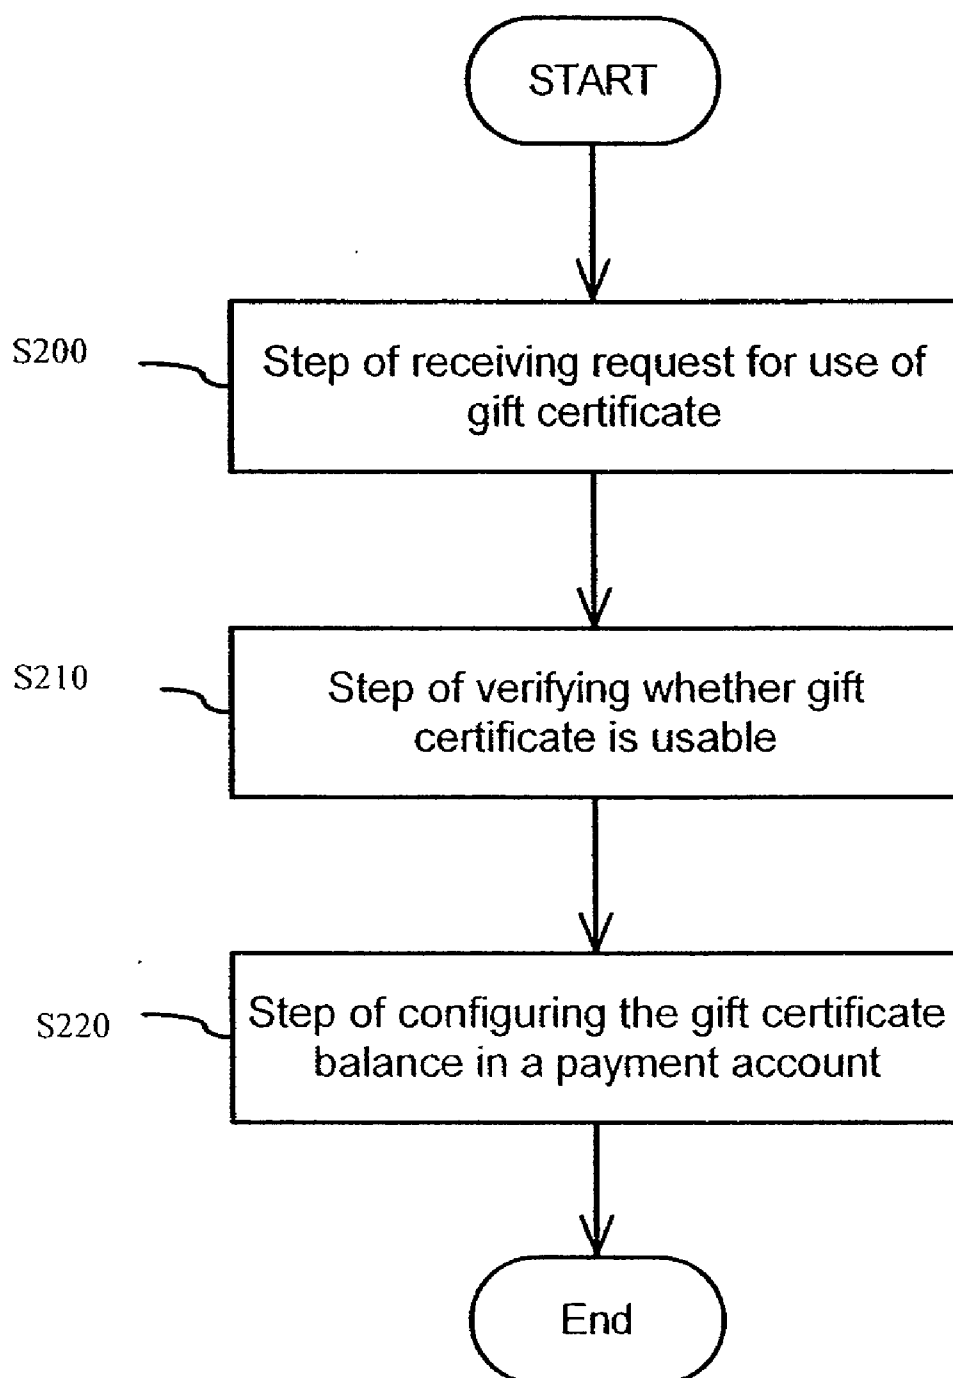 START
S200
Step of receiving request for use of
gift certificate
S210
Step of verifying whether gift
certificate is usable
S220
Step of configuring the gift certificate
balance in a payment account
End